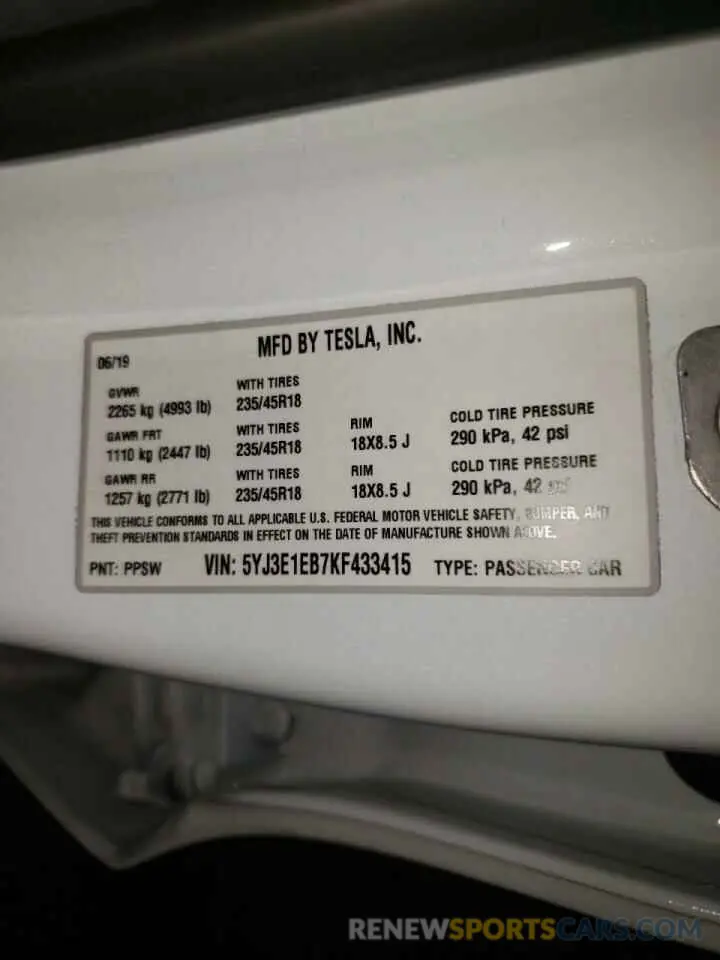 06/19
MFD BY TESLA, INC.
GVWR
2265 kg (4993 lb)
WITH TIRES
235/45R18
GAWR FRT
1110 kg (2447 lb)
WITH TIRES
235/45R18
RIM
18X8.5 J
COLD TIRE PRESSURE
290 kPa, 42 psi
GAWR RR
1257 kg (2771 lb)
WITH TIRES
235/45R18
RIM
18X8.5 J
COLD TIRE PRESSURE
290 kPa, 42 psi
THIS VEHICLE CONFORMS TO ALL APPLICABLE U.S. FEDERAL MOTOR VEHICLE SAFETY, BUMPER, AND
THEFT PREVENTION STANDARDS IN EFFECT ON THE DATE OF MANUFACTURE SHOWN ABOVE.
PNT: PPSW VIN: 5YJ3E1EB7KF433415 TYPE: PASSENGER CAR
RENEWSPORTSCARS.COM